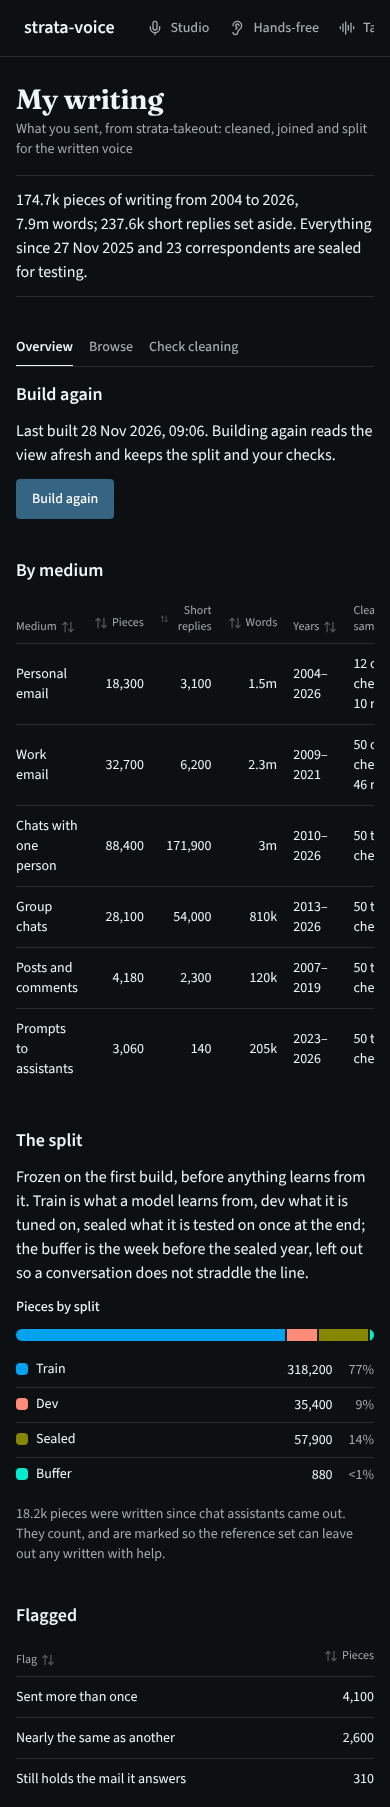 strata-voice Studio Hands-free
My writing
What you sent, from strata-takeout: cleaned, joined and split
for the written voice
174.7k pieces of writing from 2004 to 2026,
7.9m words; 237.6k short replies set aside. Everything
since 27 Nov 2025 and 23 correspondents are sealed
for testing.
Overview Browse Check cleaning
Build again
Last built 28 Nov 2026, 09:06. Building again reads the
view afresh and keeps the split and your checks.
Build again
By medium
Medium Pieces Short replies Words Years
Personal email 18,300 3,100 1.5m 2004–2026 12
10
Work email 32,700 6,200 2.3m 2009–2021 50
46
Chats with one person 88,400 171,900 3m 2010–2026 50
Group chats 28,100 54,000 810k 2013–2026 50
Posts and comments 4,180 2,300 120k 2007–2019 50
Prompts to assistants 3,060 140 205k 2023–2026 50
The split
Frozen on the first build, before anything learns from
it. Train is what a model learns from, dev what it is
tuned on, sealed what it is tested on once at the end;
the buffer is the week before the sealed year, left out
so a conversation does not straddle the line.
Pieces by split
Train 318,200 77%
Dev 35,400 9%
Sealed 57,900 14%
Buffer 880 <1%
18.2k pieces were written since chat assistants came out.
They count, and are marked so the reference set can leave
out any written with help.
Flagged
Flag Pieces
Sent more than once 4,100
Nearly the same as another 2,600
Still holds the mail it answers 310